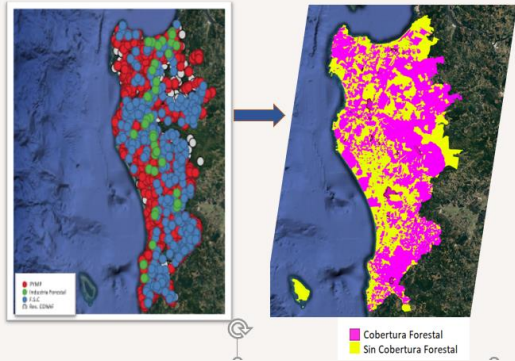 PYMF
Industria Forestal
F.S.C
Res. CONAF
Cobertura Forestal
Sin Cobertura Forestal